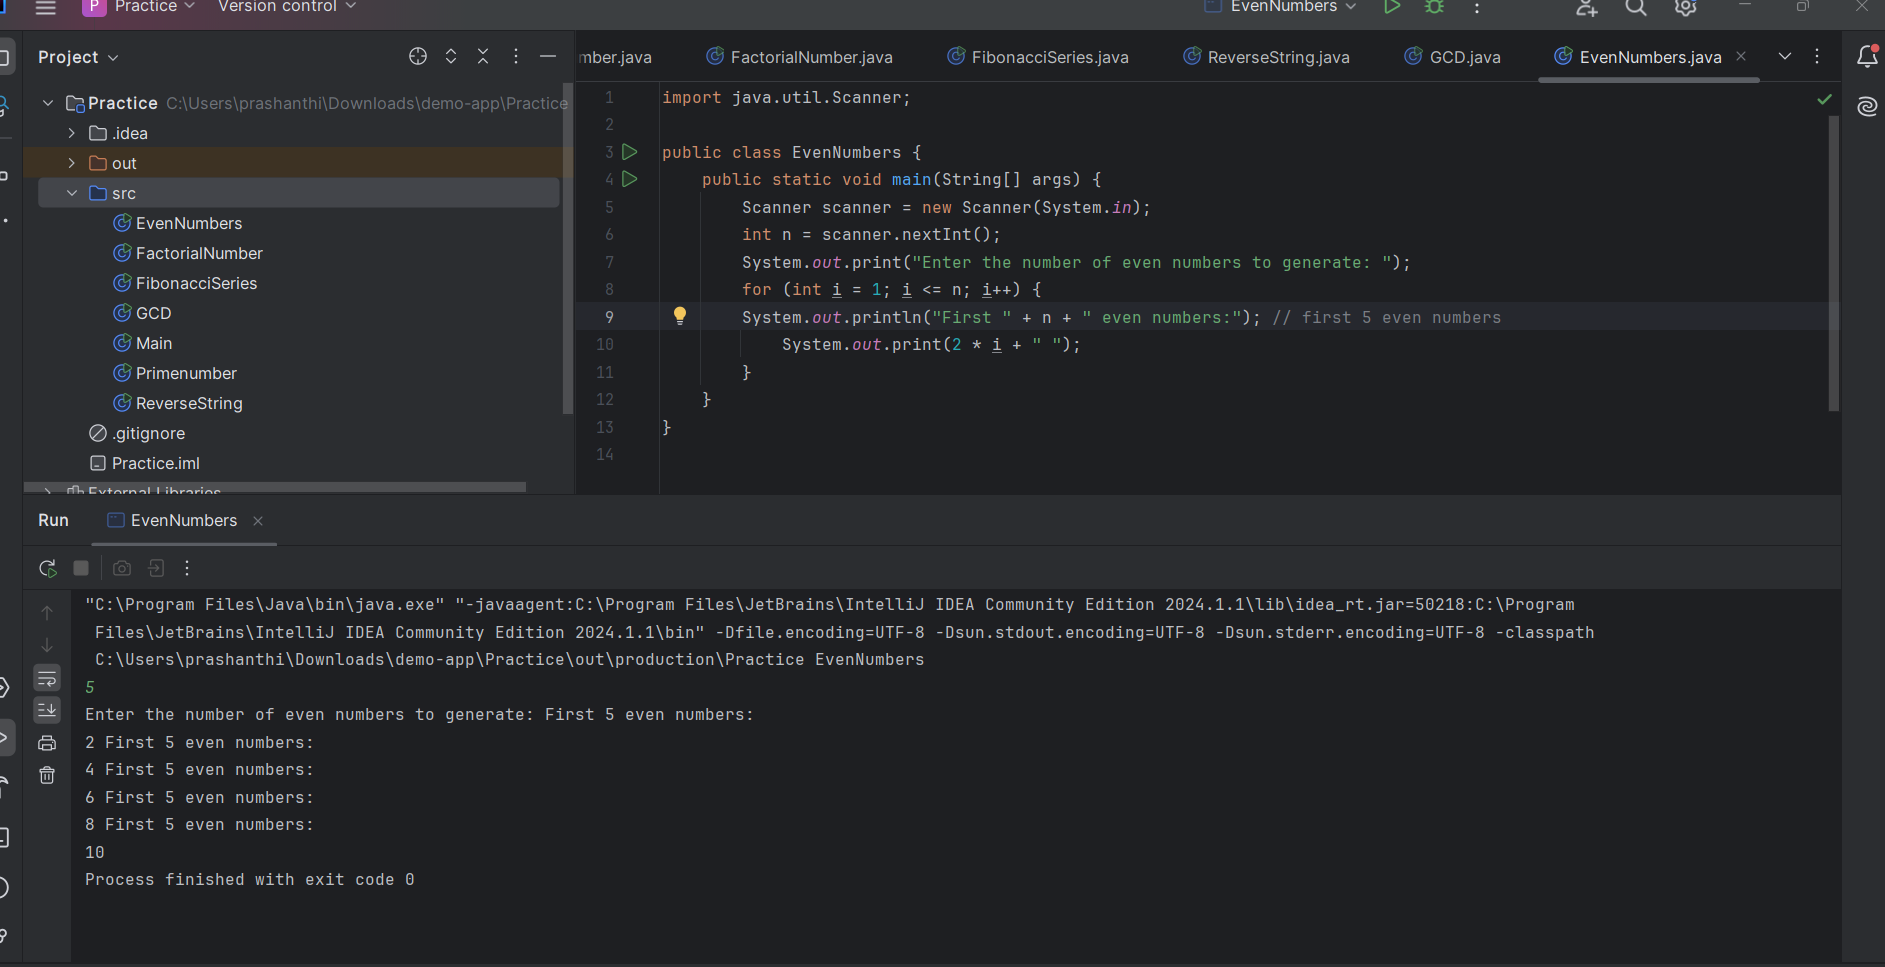 P Practice Version control EvenNumbers
Project
mber.java FactorialNumber.java FibonacciSeries.java ReverseString.java GCD.java EvenNumbers.java
Practice C:\Users\prashanthi\Downloads\demo-app\Practice
.idea
out
src
EvenNumbers
FactorialNumber
FibonacciSeries
GCD
Main
Primenumber
ReverseString
.gitignore
Practice.iml
External Libraries
1 import java.util.Scanner;
2
3 public class EvenNumbers {
4 public static void main(String[] args) {
5 Scanner scanner = new Scanner(System.in);
6 int n = scanner.nextInt();
7 System.out.print("Enter the number of even numbers to generate: ");
8 for (int i = 1; i <= n; i++) {
9 System.out.println("First " + n + " even numbers:"); // first 5 even numbers
10 System.out.print(2 * i + " ");
11 }
12 }
13 }
14
Run EvenNumbers
"C:\Program Files\Java\bin\java.exe" "-javaagent:C:\Program Files\JetBrains\IntelliJ IDEA Community Edition 2024.1.1\lib\idea_rt.jar=50218:C:\Program
Files\JetBrains\IntelliJ IDEA Community Edition 2024.1.1\bin" -Dfile.encoding=UTF-8 -Dsun.stdout.encoding=UTF-8 -Dsun.stderr.encoding=UTF-8 -classpath
C:\Users\prashanthi\Downloads\demo-app\Practice\out\production\Practice EvenNumbers
5
Enter the number of even numbers to generate: First 5 even numbers:
2 First 5 even numbers:
4 First 5 even numbers:
6 First 5 even numbers:
8 First 5 even numbers:
10
Process finished with exit code 0